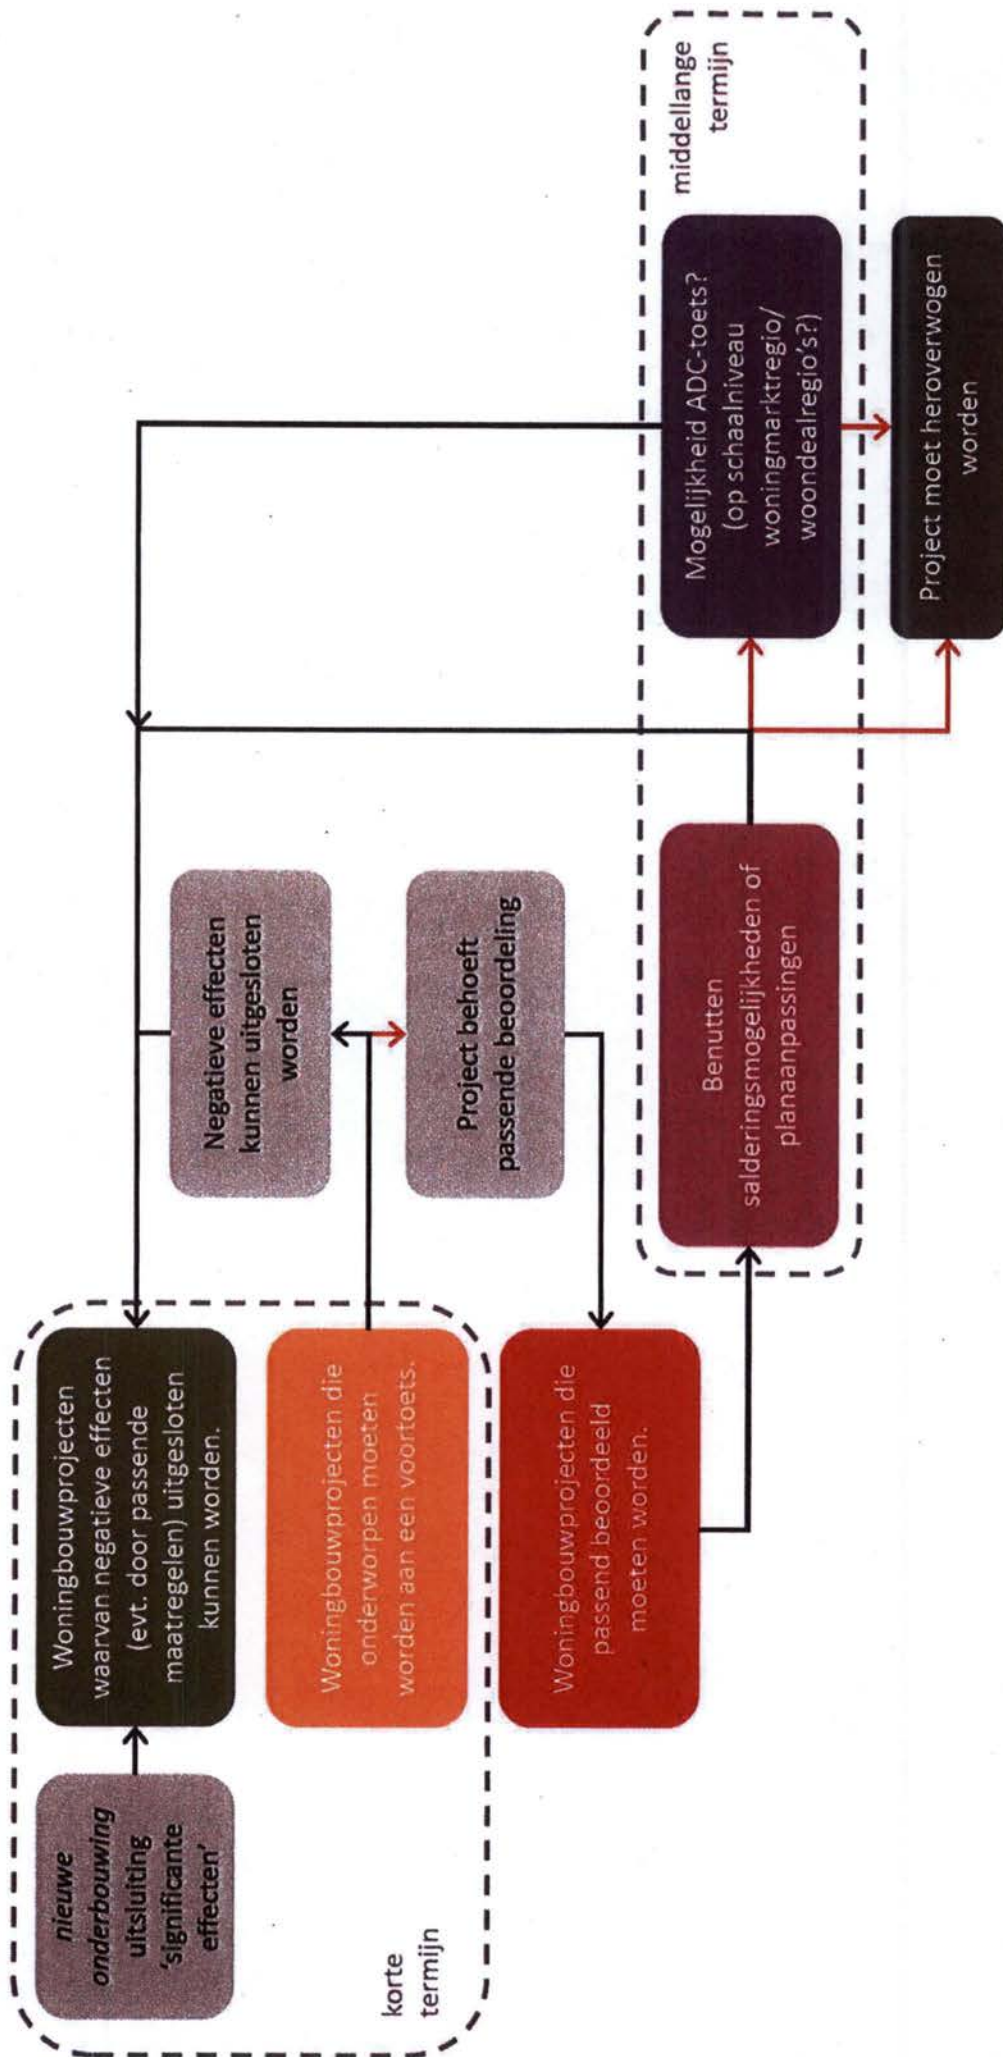 nieuwe
onderbouwing
uitsluiting
‘significante
effecten’
Woningbouwprojecten
waarvan negatieve effecten
(evt. door passende
maatregelen) uitgesloten
kunnen worden.
korte
termijn
Woningbouwprojecten die
onderworpen moeten
worden aan een voortoets.
Negatieve effecten
kunnen uitgesloten
worden
Project behoeft
passende beoordeling
Woningbouwprojecten die
passend beoordeeld
moeten worden.
Benutten
salderingsmogelijkheden of
planaanpassingen
Mogelijkheid ADC-toets?
(op schaalniveau
woningmarktregio/
woondealregio’s?)
middellange
termijn
Project moet heroverwogen
worden